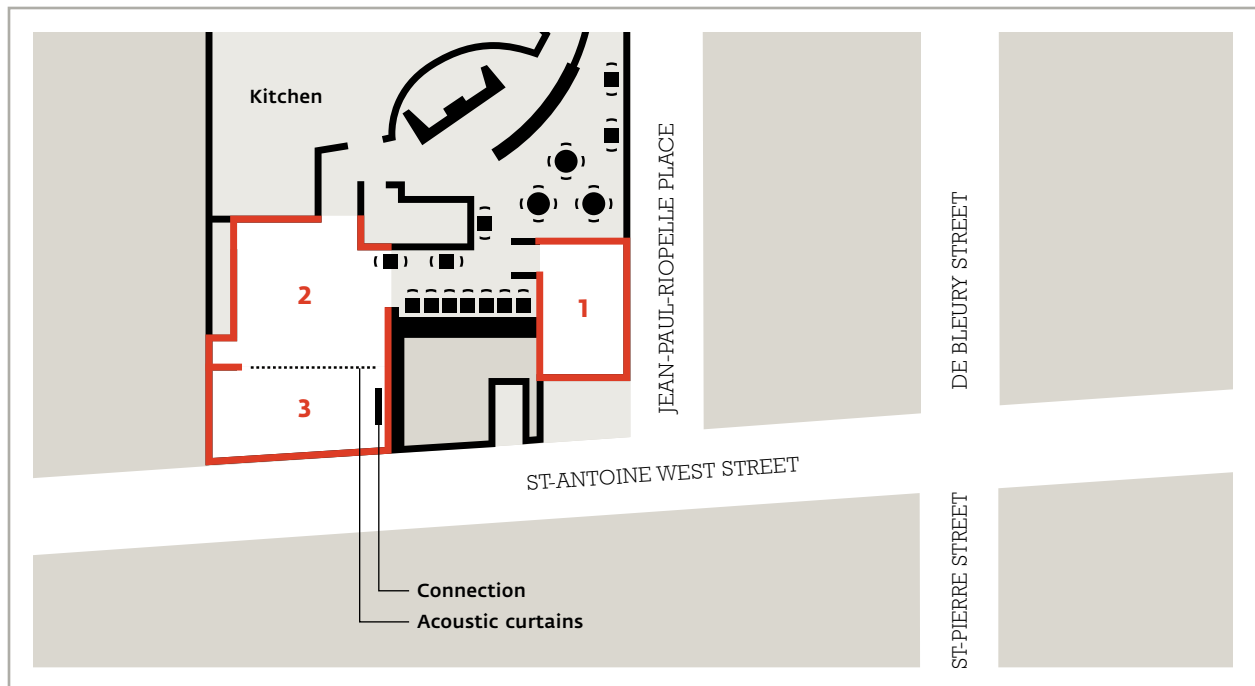 Kitchen
JEAN-PAUL-RIOPELLE PLACE
DE BLEURY STREET
2
1
3
ST-ANTOINE WEST STREET
ST-PIERRE STREET
Connection
Acoustic curtains